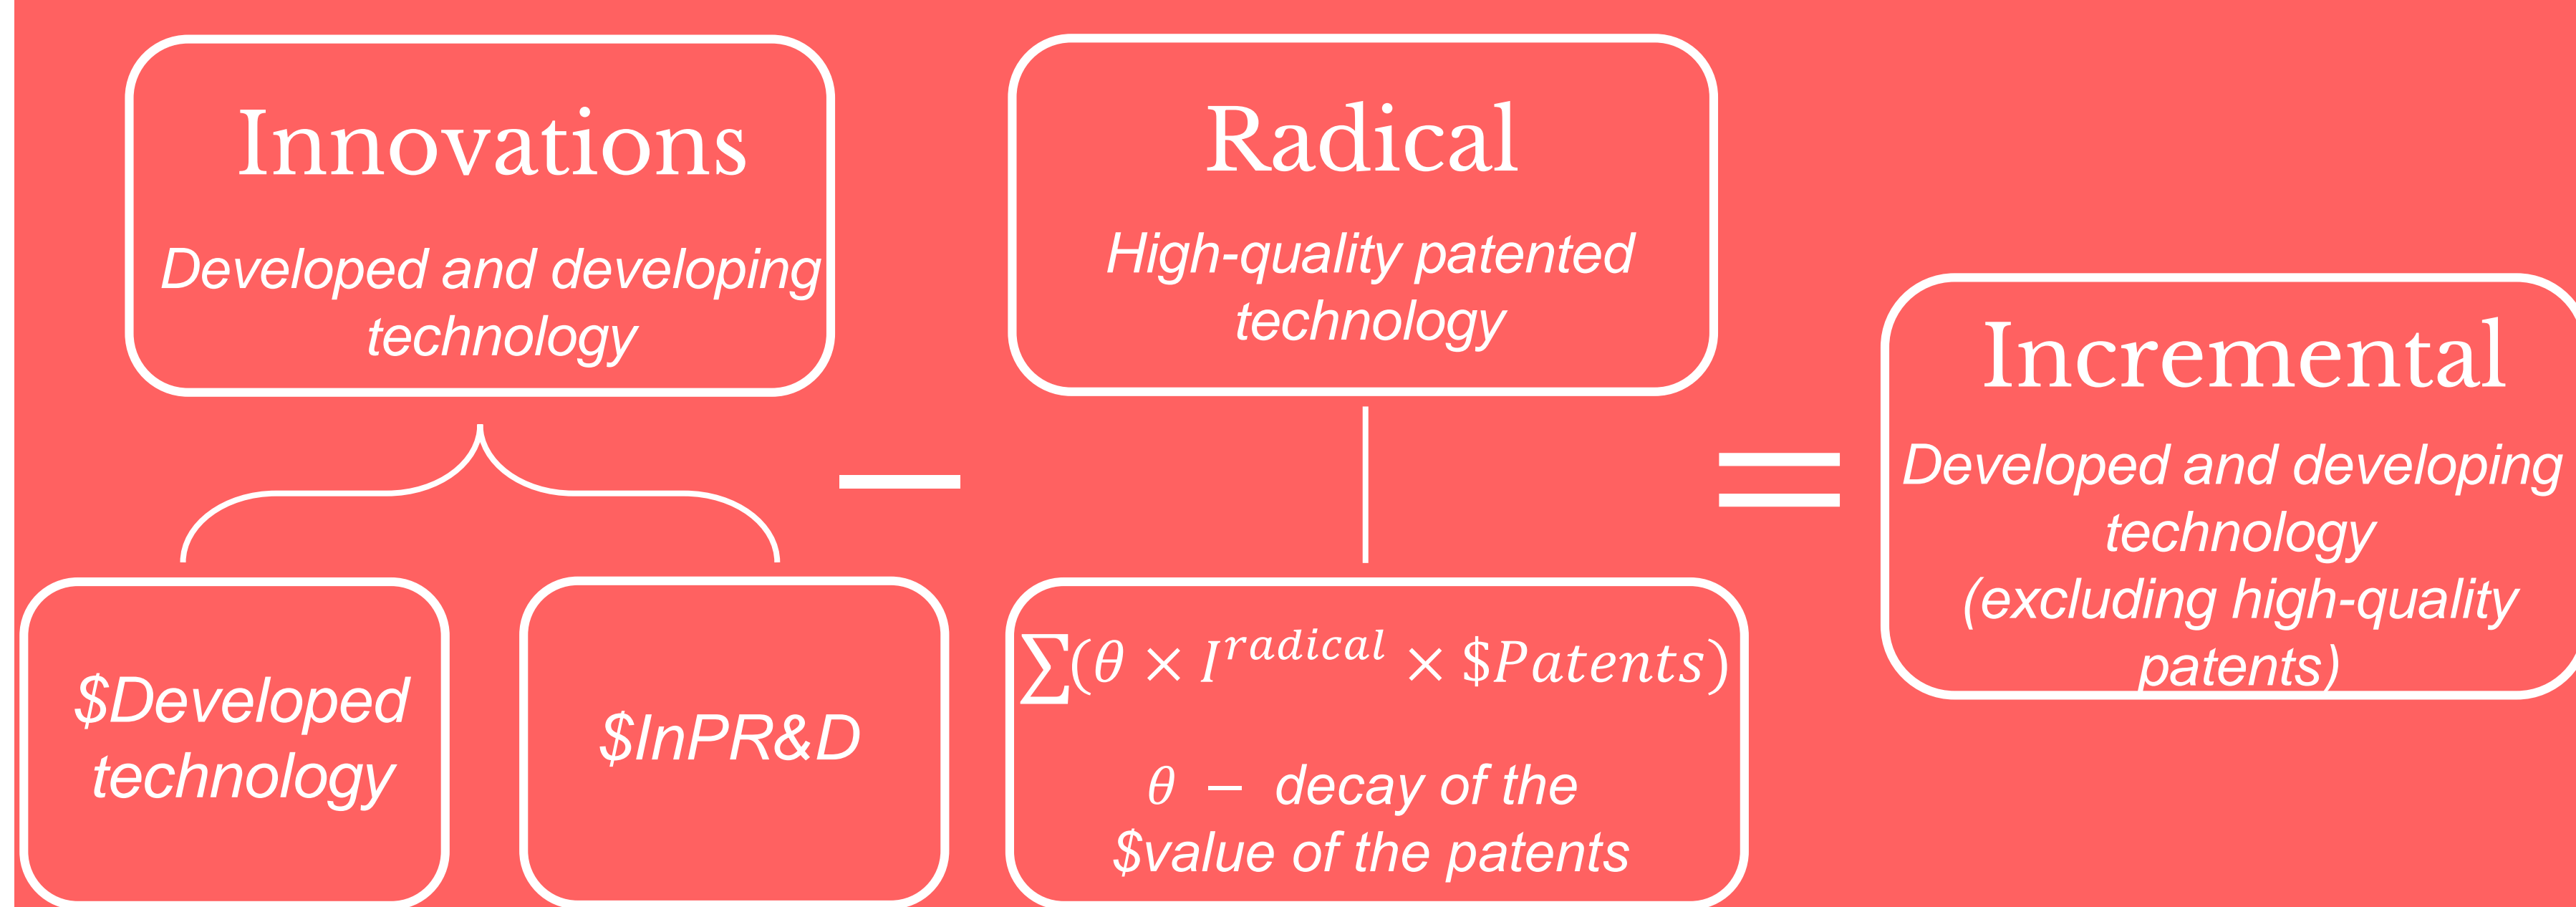 Innovations
Developed and developing
technology
Radical
High-quality patented
technology
—
=
Incremental
Developed and developing
technology
(excluding high-quality
patents)
$Developed
technology
$InPR&D
∑(θ × I^{radical} × $Patents)
θ – decay of the
$value of the patents